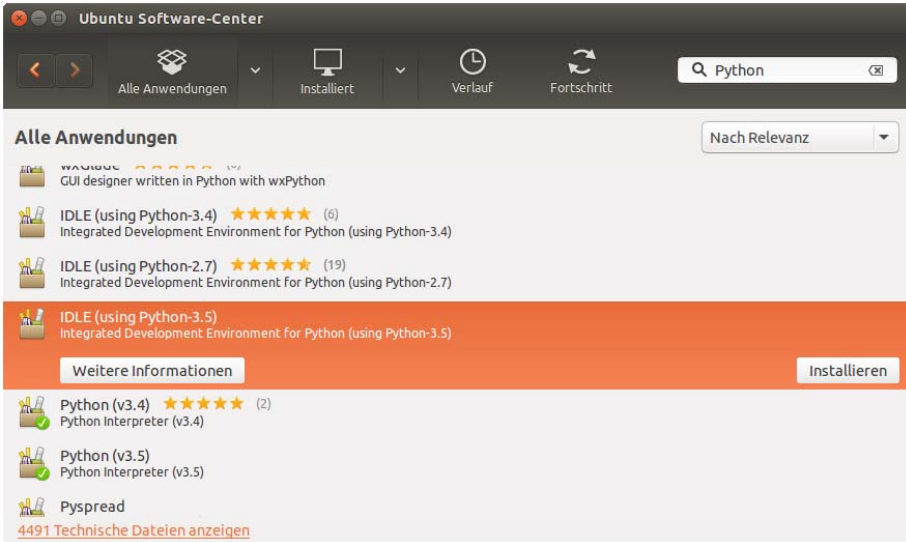 Ubuntu Software-Center
Alle Anwendungen
Installiert
Verlauf
Fortschritt
Python
Alle Anwendungen
Nach Relevanz
wxGlade
GUI designer written in Python with wxPython
IDLE (using Python-3.4) (6)
Integrated Development Environment for Python (using Python-3.4)
IDLE (using Python-2.7) (19)
Integrated Development Environment for Python (using Python-2.7)
IDLE (using Python-3.5)
Integrated Development Environment for Python (using Python-3.5)
Weitere Informationen
Installieren
Python (v3.4) (2)
Python Interpreter (v3.4)
Python (v3.5)
Python Interpreter (v3.5)
Pyspread
4491 Technische Dateien anzeigen